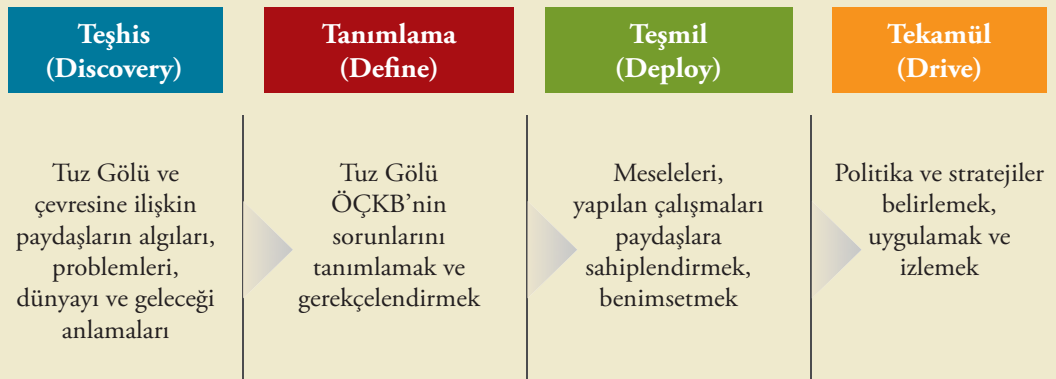 Teşhis
(Discovery)
Tanımlama
(Define)
Teşmil
(Deploy)
Tekamül
(Drive)
Tuz Gölü ve
çevresine ilişkin
paydaşların algıları,
problemleri,
dünyayı ve geleceği
anlamaları
Tuz Gölü
ÖÇKB’nin
sorunlarını
tanımlamak ve
gerekçelendirmek
Meseleleri,
yapılan çalışmaları
paydaşlara
sahiplendirmek,
benimsetmek
Politika ve stratejiler
belirlemek,
uygulamak ve
izlemek